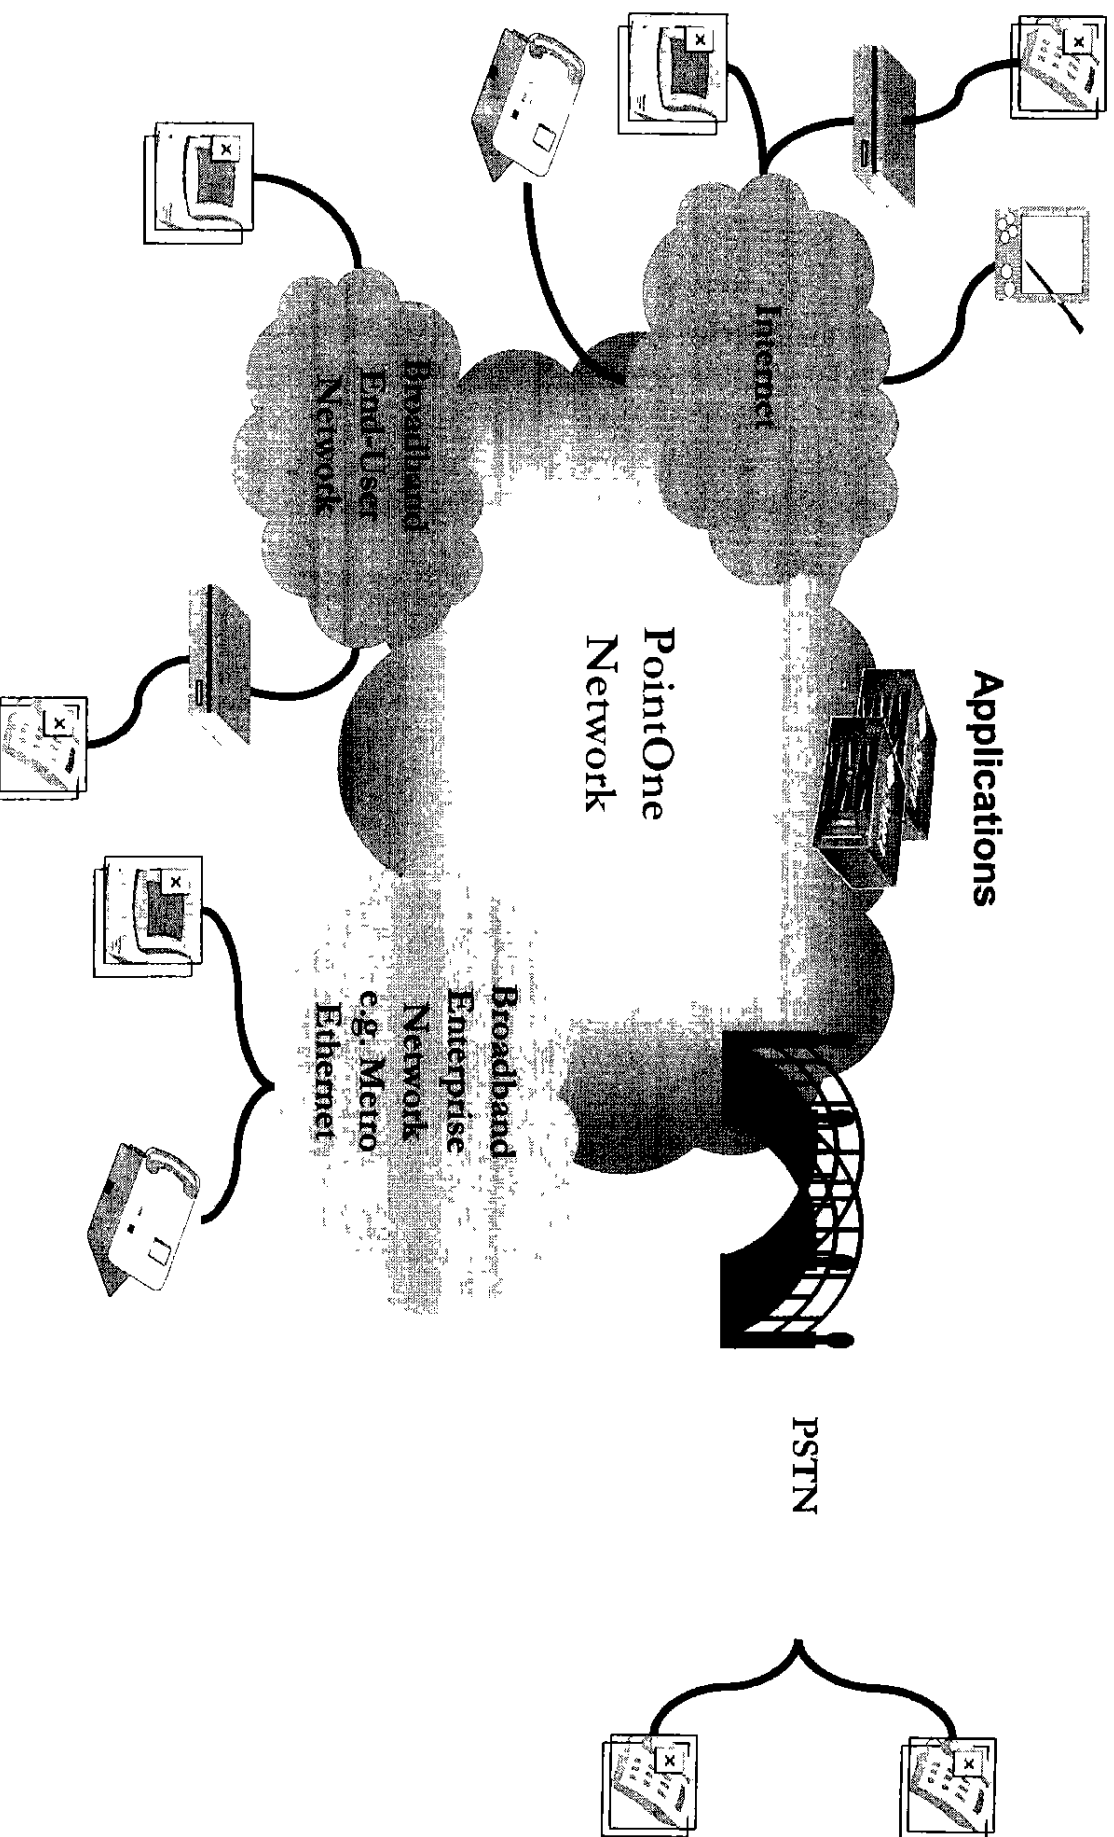 Applications
Internet
PointOne
Network
PSTN
Broadband
End-User
Network
Broadband
Enterprise
Network
e.g. Metro
Ethernet